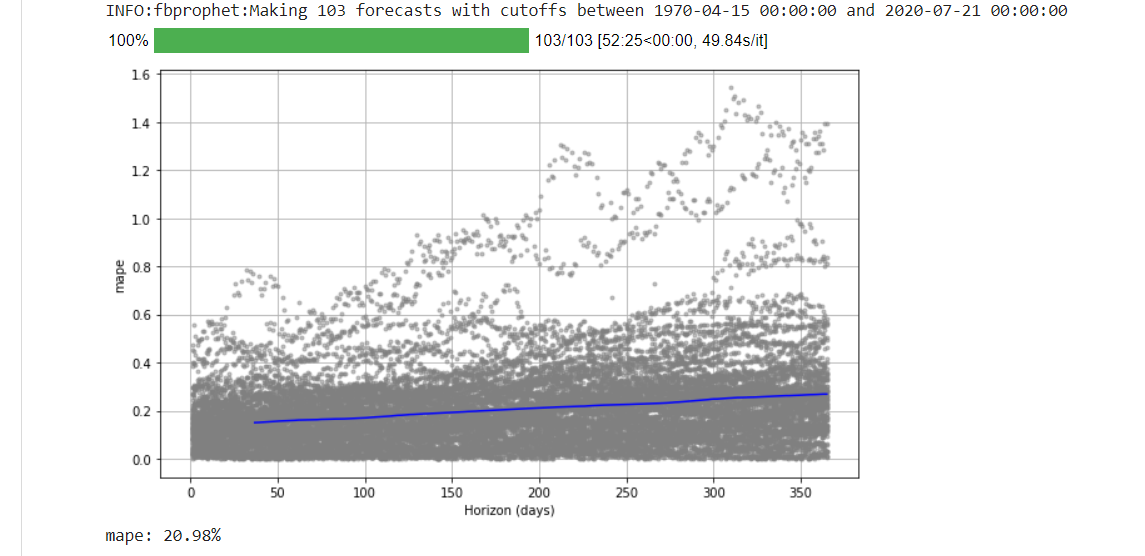 INFO:fbprophet:Making 103 forecasts with cutoffs between 1970-04-15 00:00:00 and 2020-07-21 00:00:00
100% 103/103 [52:25<00:00, 49.84s/it]
1.6
1.4
1.2
1.0
0.8
0.6
0.4
0.2
0.0
mape
0 50 100 150 200 250 300 350
Horizon (days)
mape: 20.98%